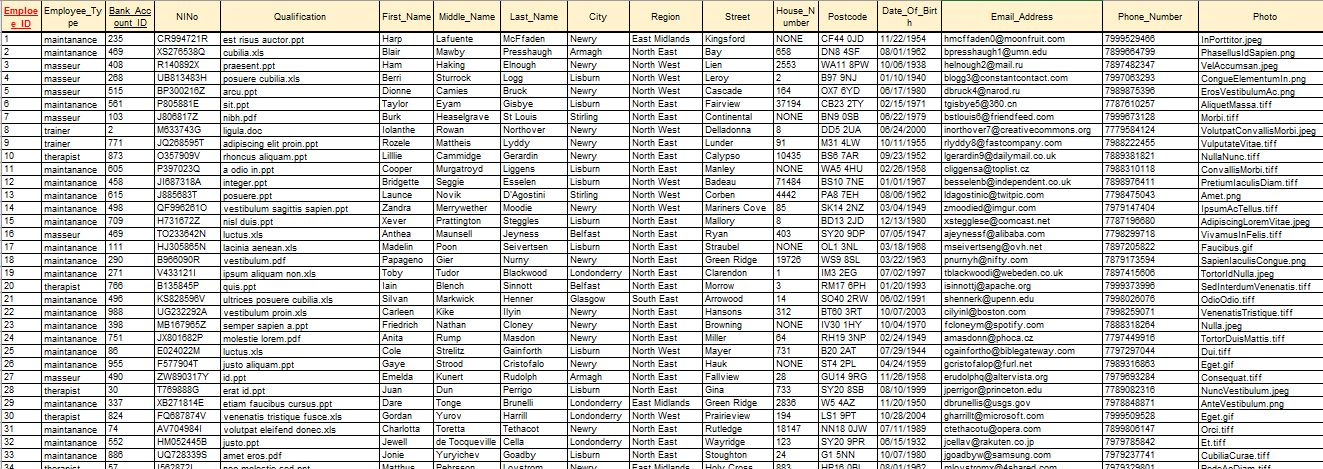 Employee_ID Employee_Type Bank_Account_ID NINo Qualification First_Name Middle_Name Last_Name City Region Street House_Number Postcode Date_Of_Birth Email_Address Phone_Number Photo
1 maintanance 235 CR994721R est risus auctor.ppt Harp Lafuente McFfaden Newry East Midlands Kingsford NONE CF44 0JD 11/22/1954 hmcffaden0@moonfruit.com 7999529466 InPorttitor.jpeg
2 maintanance 469 XS276538Q cubilia.xls Blair Mawby Presshaugh Armagh North East Bay 658 DN8 4SF 08/01/1962 bpresshaugh1@umn.edu 7899664799 PhasellusIdSapien.png
3 masseur 408 R140892X praesent.ppt Ham Haking Elnough Newry North West Lien 2553 WA11 8PW 10/06/1938 helnough2@mail.ru 7897482347 VelAccumsan.jpeg
4 masseur 268 UB813483H posuere cubilia.xls Berri Sturrock Logg Lisburn North West Leroy 2 B97 9NJ 01/10/1940 blogg3@constantcontact.com 7997063293 CongueElementumIn.png
5 masseur 515 BP300216Z arcu.ppt Dionne Camies Bruck Newry North West Cascade 164 OX7 6YD 06/17/1980 dbruck4@narod.ru 7989875396 ErosVestibulumAc.png
6 maintanance 561 P805881E sit.ppt Taylor Eyam Gisbye Lisburn North East Fairview 37194 CB23 2TY 02/15/1971 tgisbye5@360.cn 7787610257 AliquetMassa.tiff
7 masseur 103 J806817Z nibh.pdf Burk Heaselgrave St Louis Stirling North East Continental NONE BN9 0SB 06/22/1979 bstlouis6@friendfeed.com 7999673128 Morbi.tiff
8 trainer 2 M633743G ligula.doc Iolanthe Rowan Northover Newry North West Delladonna 8 DD5 2UA 06/24/2000 inorthover7@creativecommons.org 7779584124 VolutpatConvallisMorbi.jpeg
9 trainer 771 JQ268595T adipiscing elit proin.ppt Rozele Mattheis Lyddy Newry North East Lunder 91 M31 4LW 10/11/1955 rlyddy8@fastcompany.com 7988222455 VulputateVitae.tiff
10 therapist 873 O357909V rhoncus aliquam.ppt Lilllie Cammidge Gerardin Newry North East Calypso 10435 BS6 7AR 09/23/1952 lgerardin9@dailymail.co.uk 7889381821 NullaNunc.tiff
11 maintanance 605 P397023Q a odio in.ppt Cooper Murgatroyd Liggens Lisburn North East Manley NONE WA5 4HU 02/26/1958 cliggensa@toplist.cz 7988310118 ConvallisMorbi.tiff
12 maintanance 458 JI687318A integer.ppt Bridgette Seggie Esselen Lisburn North West Badeau 71484 BS10 7NE 01/01/1967 besselenb@independent.co.uk 7898976411 PretiumIaculisDiam.tiff
13 maintanance 615 J885683T posuere.ppt Launce Novik D'Agostini Stirling North West Corben 4442 PA8 7EH 08/06/1962 ldagostinic@twitpic.com 7798475043 Amet.png
14 maintanance 498 QF996261O vestibulum sagittis sapien.ppt Zandra Merrywether Moodie Newry North West Mariners Cove 85 SK14 2NZ 03/04/1949 zmoodied@imgur.com 7979147404 IpsumAcTellus.tiff
15 maintanance 709 H731672Z nisl duis.ppt Xever Prattington Steggles Lisburn North East Mallory 8 BD13 2JD 12/13/1980 xstegglese@comcast.net 7787196680 AdipiscingLoremVitae.jpeg
16 masseur 469 TO233642N luctus.xls Anthea Maunsell Jeyness Belfast North East Ryan 403 SY20 9DP 07/05/1947 ajeynessf@alibaba.com 7798299718 VivamusInFelis.tiff
17 maintanance 111 HJ305865N lacinia aenean.xls Madelin Poon Seivertsen Lisburn North East Straubel NONE OL1 3NL 03/18/1968 mseivertseng@ovh.net 7897205822 Faucibus.gif
18 maintanance 290 B966090R vestibulum.pdf Papageno Gier Nurny Newry North East Green Ridge 19726 WS9 8SL 03/22/1963 pnurnyh@nifty.com 7879173594 SapienIaculisCongue.png
19 maintanance 271 V433121I ipsum aliquam non.xls Toby Tudor Blackwood Londonderry North East Clarendon 1 IM3 2EG 07/02/1997 tblackwoodi@webeden.co.uk 7897415606 TortorIdNulla.jpeg
20 therapist 766 B135845P quis.ppt Iain Blench Sinnott Belfast North East Morrow 3 RM17 6PH 01/20/1993 isinnottj@apache.org 7999373996 SedInterdumVenenatis.tiff
21 maintanance 496 KS828596V ultrices posuere cubilia.xls Silvan Markwick Henner Glasgow South East Arrowood 14 SO40 2RW 06/02/1991 shennerk@upenn.edu 7998026076 OdioOdio.tiff
22 maintanance 988 UG232292A vestibulum proin.xls Carleen Kike Ilyin Newry North East Hansons 312 BT60 3RT 10/07/2003 cilyinl@boston.com 7998259071 VenenatisTristique.tiff
23 maintanance 398 MB167965Z semper sapien a.ppt Friedrich Nathan Cloney Newry North East Browning NONE IV30 1HY 10/04/1970 fcloneym@spotify.com 7888318264 Nulla.jpeg
24 maintanance 751 JX801682P molestie lorem.pdf Anita Rump Masdon Newry North East Miller 64 RH19 3NP 02/24/1949 amasdonn@phoca.cz 7797449916 TortorDuisMattis.tiff
25 maintanance 86 E024022M luctus.xls Cole Strelitz Gainforth Lisburn North West Mayer 731 B20 2AT 07/29/1944 cgainfortho@biblegateway.com 7797297044 Dui.tiff
26 maintanance 955 F577904T justo aliquam.ppt Gaye Strood Cristofalo Newry North East Hauk NONE ST4 2PL 04/24/1959 gcristofalop@furl.net 7989316863 Eget.gif
27 masseur 490 ZW890317Y id.ppt Emelda Kunert Rudolph Armagh North East Fallview 28 GU14 9RG 11/26/1958 erudolphq@altervista.org 7979693284 Consequat.tiff
28 therapist 30 T769888G erat id.ppt Juan Dun Perrigo Lisburn North East Gina 733 SY20 8SB 08/10/1999 jperrigor@princeton.edu 7789082316 NuncVestibulum.jpeg
29 maintanance 337 XB271814E etiam faucibus cursus.ppt Dare Tonge Brunelli Londonderry East Midlands Green Ridge 2836 W5 4AZ 11/20/1950 dbrunellis@usgs.gov 7978848871 AnteVestibulum.png
30 therapist 824 FQ687874V venenatis tristique fusce.xls Gordan Yurov Harrill Londonderry North West Prairieview 194 LS1 9PT 10/28/2004 gharrillt@microsoft.com 7999509528 Eget.gif
31 maintanance 74 AV704984I volutpat eleifend donec.xls Charlotta Toretta Tethacot Newry North East Rutledge 18147 NN18 0JW 07/11/1989 ctethacotu@opera.com 7899806147 Orci.tiff
32 maintanance 552 HM052445B justo.ppt Jewell de Tocqueville Cella Londonderry North East Wayridge 123 SY20 9PR 06/15/1932 jcellav@rakuten.co.jp 7979785842 Et.tiff
33 maintanance 886 UQ728339S amet eros.pdf Jonie Yuryichev Goadby Lisburn North East Stoughton 24 G1 5NN 10/07/1980 jgoadbyw@samsung.com 7979237741 CubiliaCurae.tiff